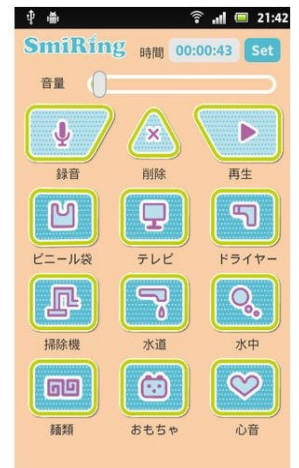 21:42
SmiRing 時間 00:00:43 Set
音量
録音 削除 再生
ビニール袋 テレビ ドライヤー
掃除機 水道 水中
麺類 おもちゃ 心音